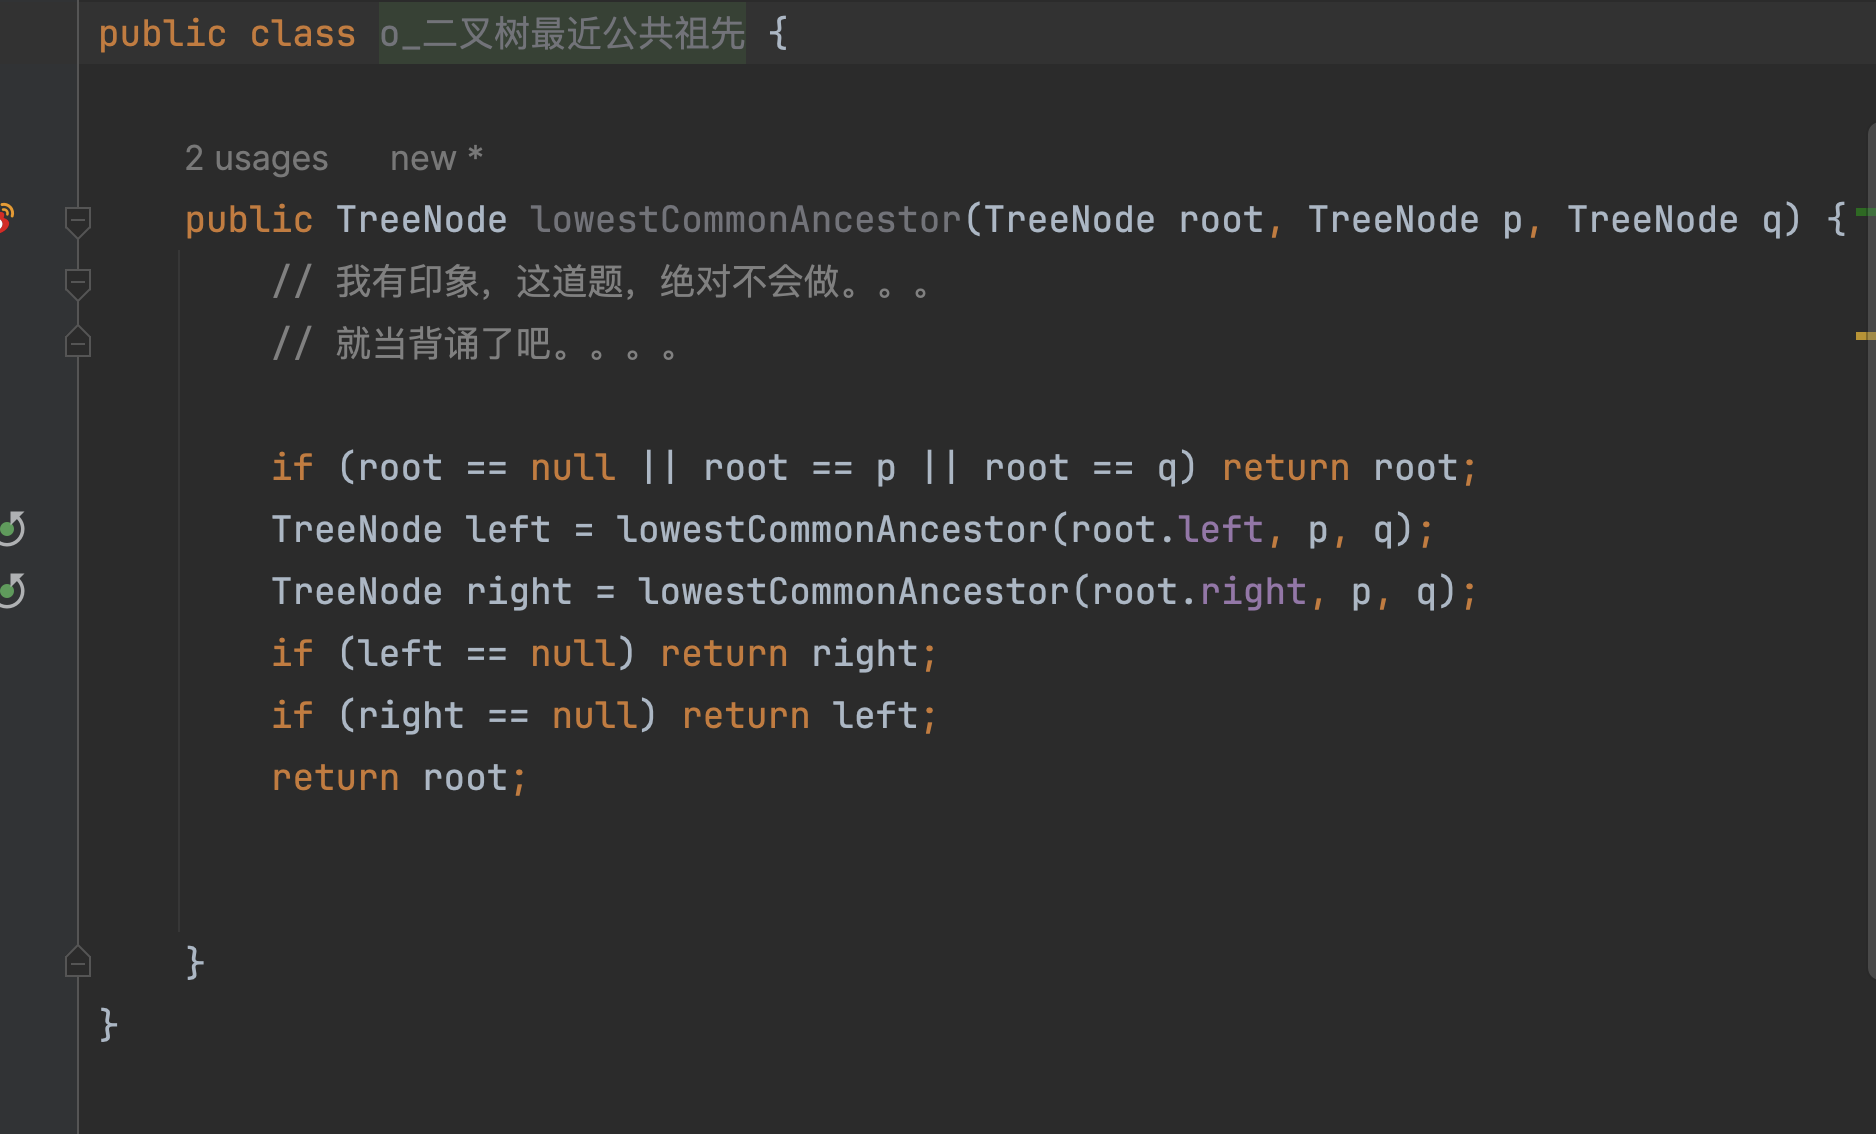 public class o_二叉树最近公共祖先 {
2 usages new *
public TreeNode lowestCommonAncestor(TreeNode root, TreeNode p, TreeNode q) {
// 我有印象，这道题，绝对不会做。。。
// 就当背诵了吧。。。。
if (root == null || root == p || root == q) return root;
TreeNode left = lowestCommonAncestor(root.left, p, q);
TreeNode right = lowestCommonAncestor(root.right, p, q);
if (left == null) return right;
if (right == null) return left;
return root;
}
}